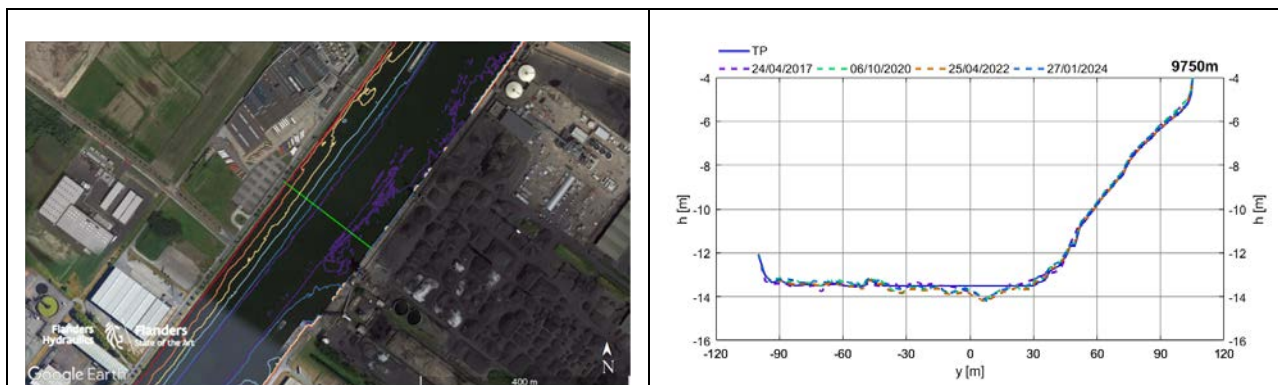 Flanders
Hydraulics
Flanders
State of the Art
Google Earth
N
400 m
TP
24/04/2017 06/10/2020 25/04/2022 27/01/2024
9750m
-4 -4
-6 -6
-8 -8
h [m] h [m]
-10 -10
-12 -12
-14 -14
-16 -16
-120 -90 -60 -30 0 30 60 90 120
y [m]